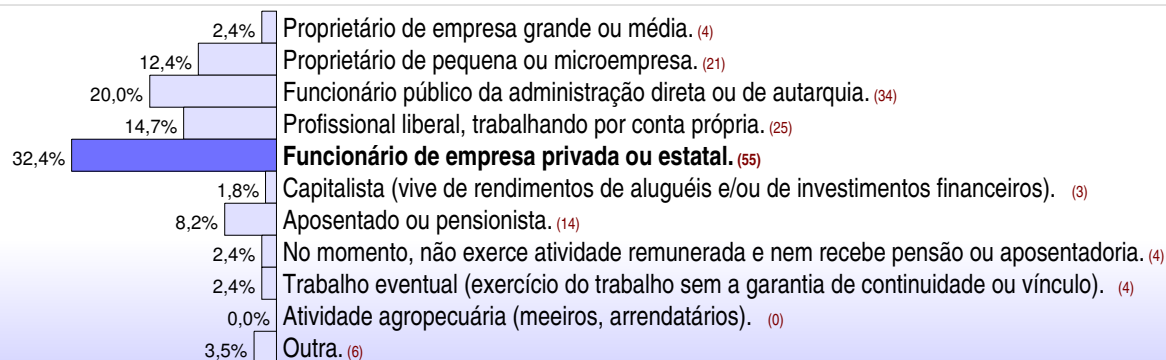 2,4% Proprietário de empresa grande ou média. (4)
12,4% Proprietário de pequena ou microempresa. (21)
20,0% Funcionário público da administração direta ou de autarquia. (34)
14,7% Profissional liberal, trabalhando por conta própria. (25)
32,4% Funcionário de empresa privada ou estatal. (55)
1,8% Capitalista (vive de rendimentos de aluguéis e/ou de investimentos financeiros). (3)
8,2% Aposentado ou pensionista. (14)
2,4% No momento, não exerce atividade remunerada e nem recebe pensão ou aposentadoria. (4)
2,4% Trabalho eventual (exercício do trabalho sem a garantia de continuidade ou vínculo). (4)
0,0% Atividade agropecuária (meeiros, arrendatários). (0)
3,5% Outra. (6)